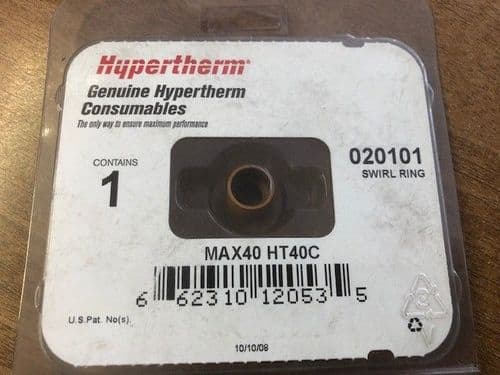 Hypertherm®
Genuine Hypertherm
Consumables
The only way to ensure maximum performance
CONTAINS
1
020101
SWIRL RING
MAX40 HT40C
6 62310 12053 5
U.S.Pat. No(s).
10/10/08